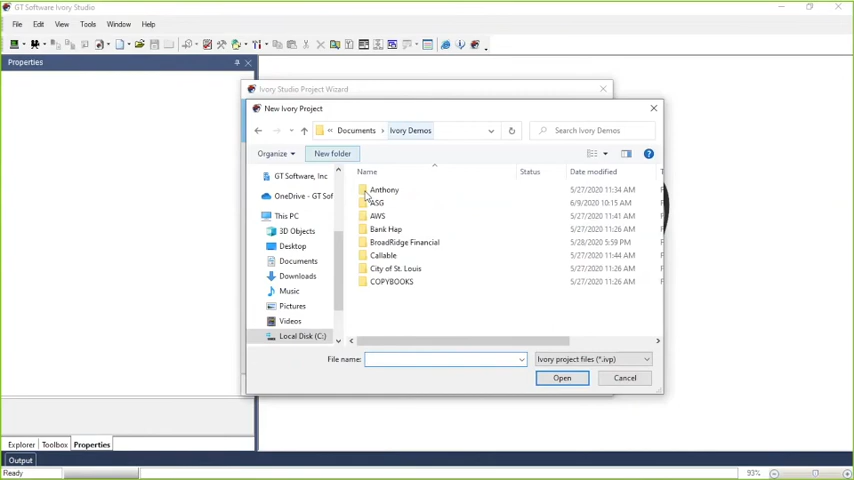 GT Software Ivory Studio
File Edit View Tools Window Help
Properties
Ivory Studio Project Wizard
New Ivory Project
« Documents › Ivory Demos
Search Ivory Demos
Organize New folder
Name Status Date modified T
GT Software, Inc
OneDrive - GT Sof
This PC
3D Objects
Desktop
Documents
Downloads
Music
Pictures
Videos
Local Disk (C:)
Anthony 5/27/2020 11:34 AM F
ASG 6/9/2020 10:15 AM F
AWS 5/27/2020 11:41 AM F
Bank Hap 5/27/2020 11:26 AM F
BroadRidge Financial 5/28/2020 5:59 PM F
Callable 5/27/2020 11:44 AM F
City of St. Louis 5/27/2020 11:26 AM F
COPYBOOKS 5/27/2020 11:26 AM F
File name: Ivory project files (*.ivp)
Open Cancel
Explorer Toolbox Properties
Output
Ready 93%